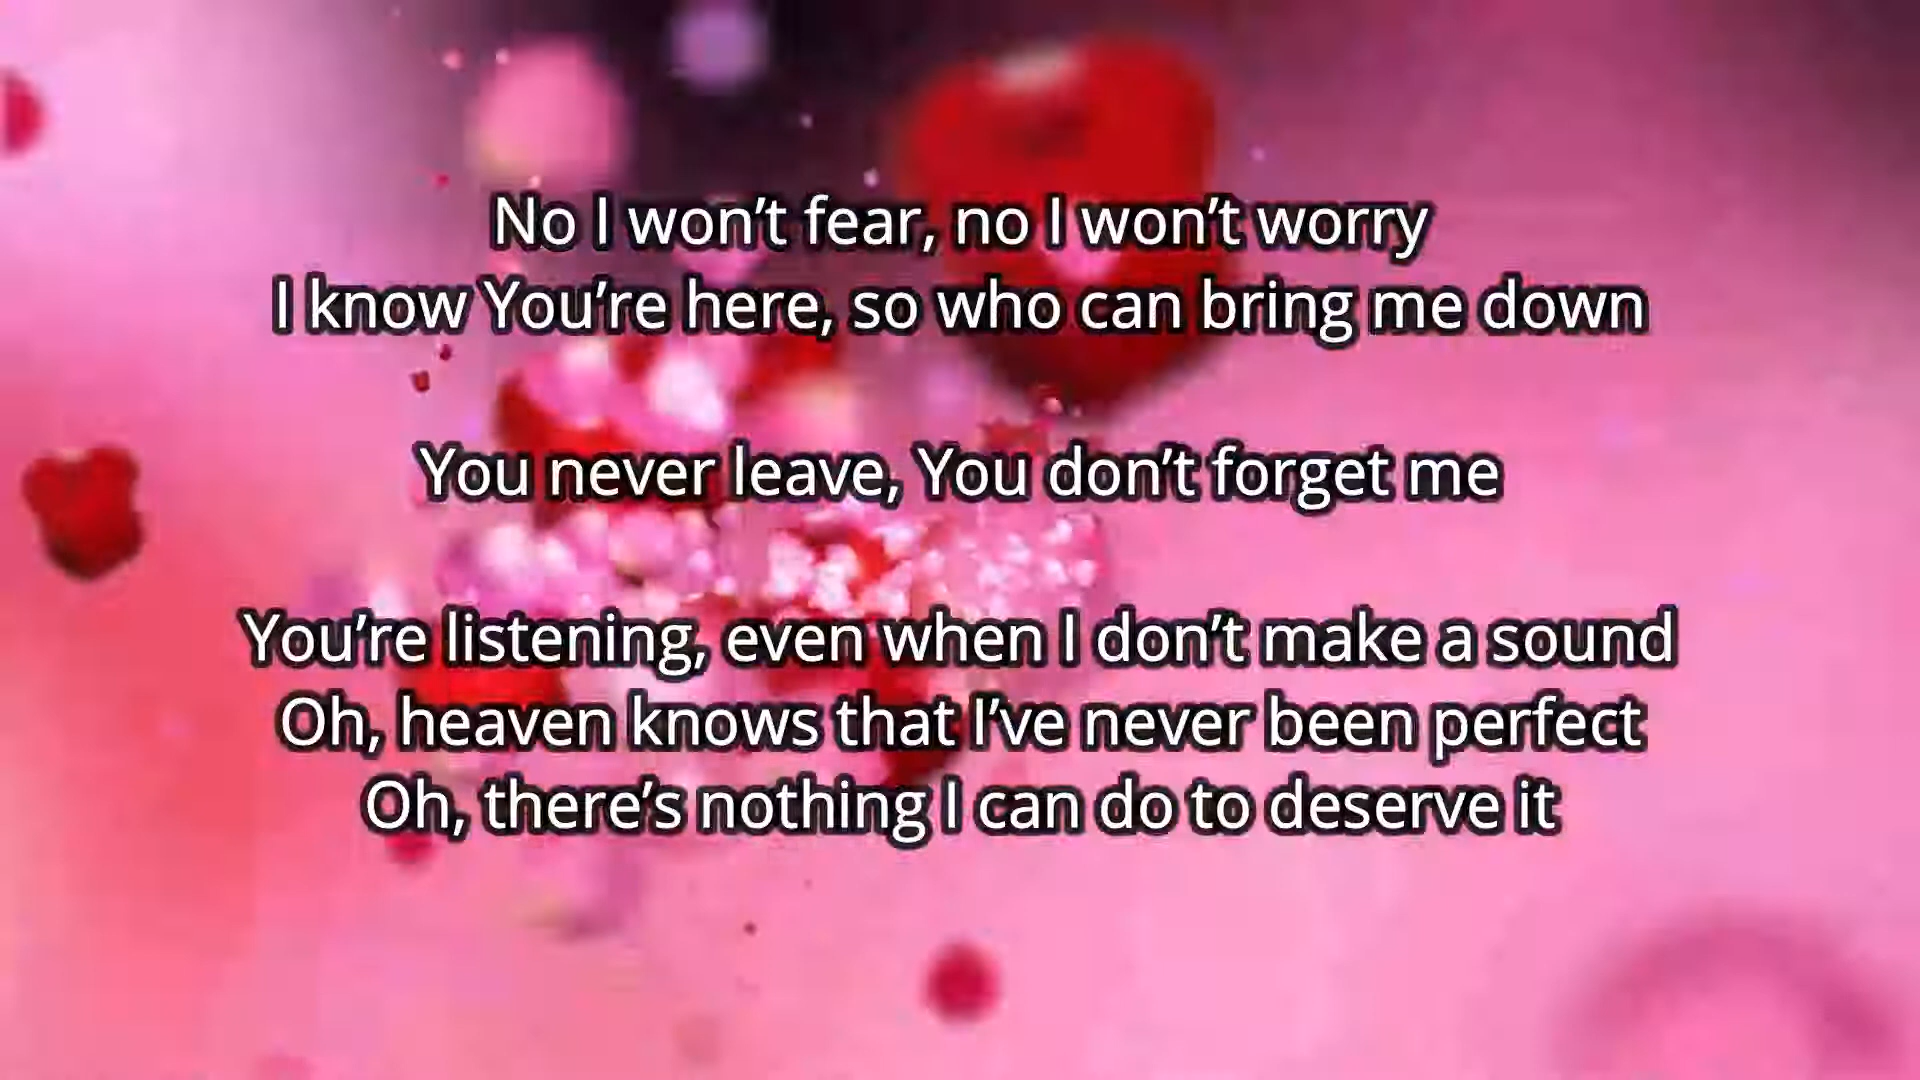 No I won’t fear, no I won’t worry
I know You’re here, so who can bring me down
You never leave, You don’t forget me
You’re listening, even when I don’t make a sound
Oh, heaven knows that I’ve never been perfect
Oh, there’s nothing I can do to deserve it